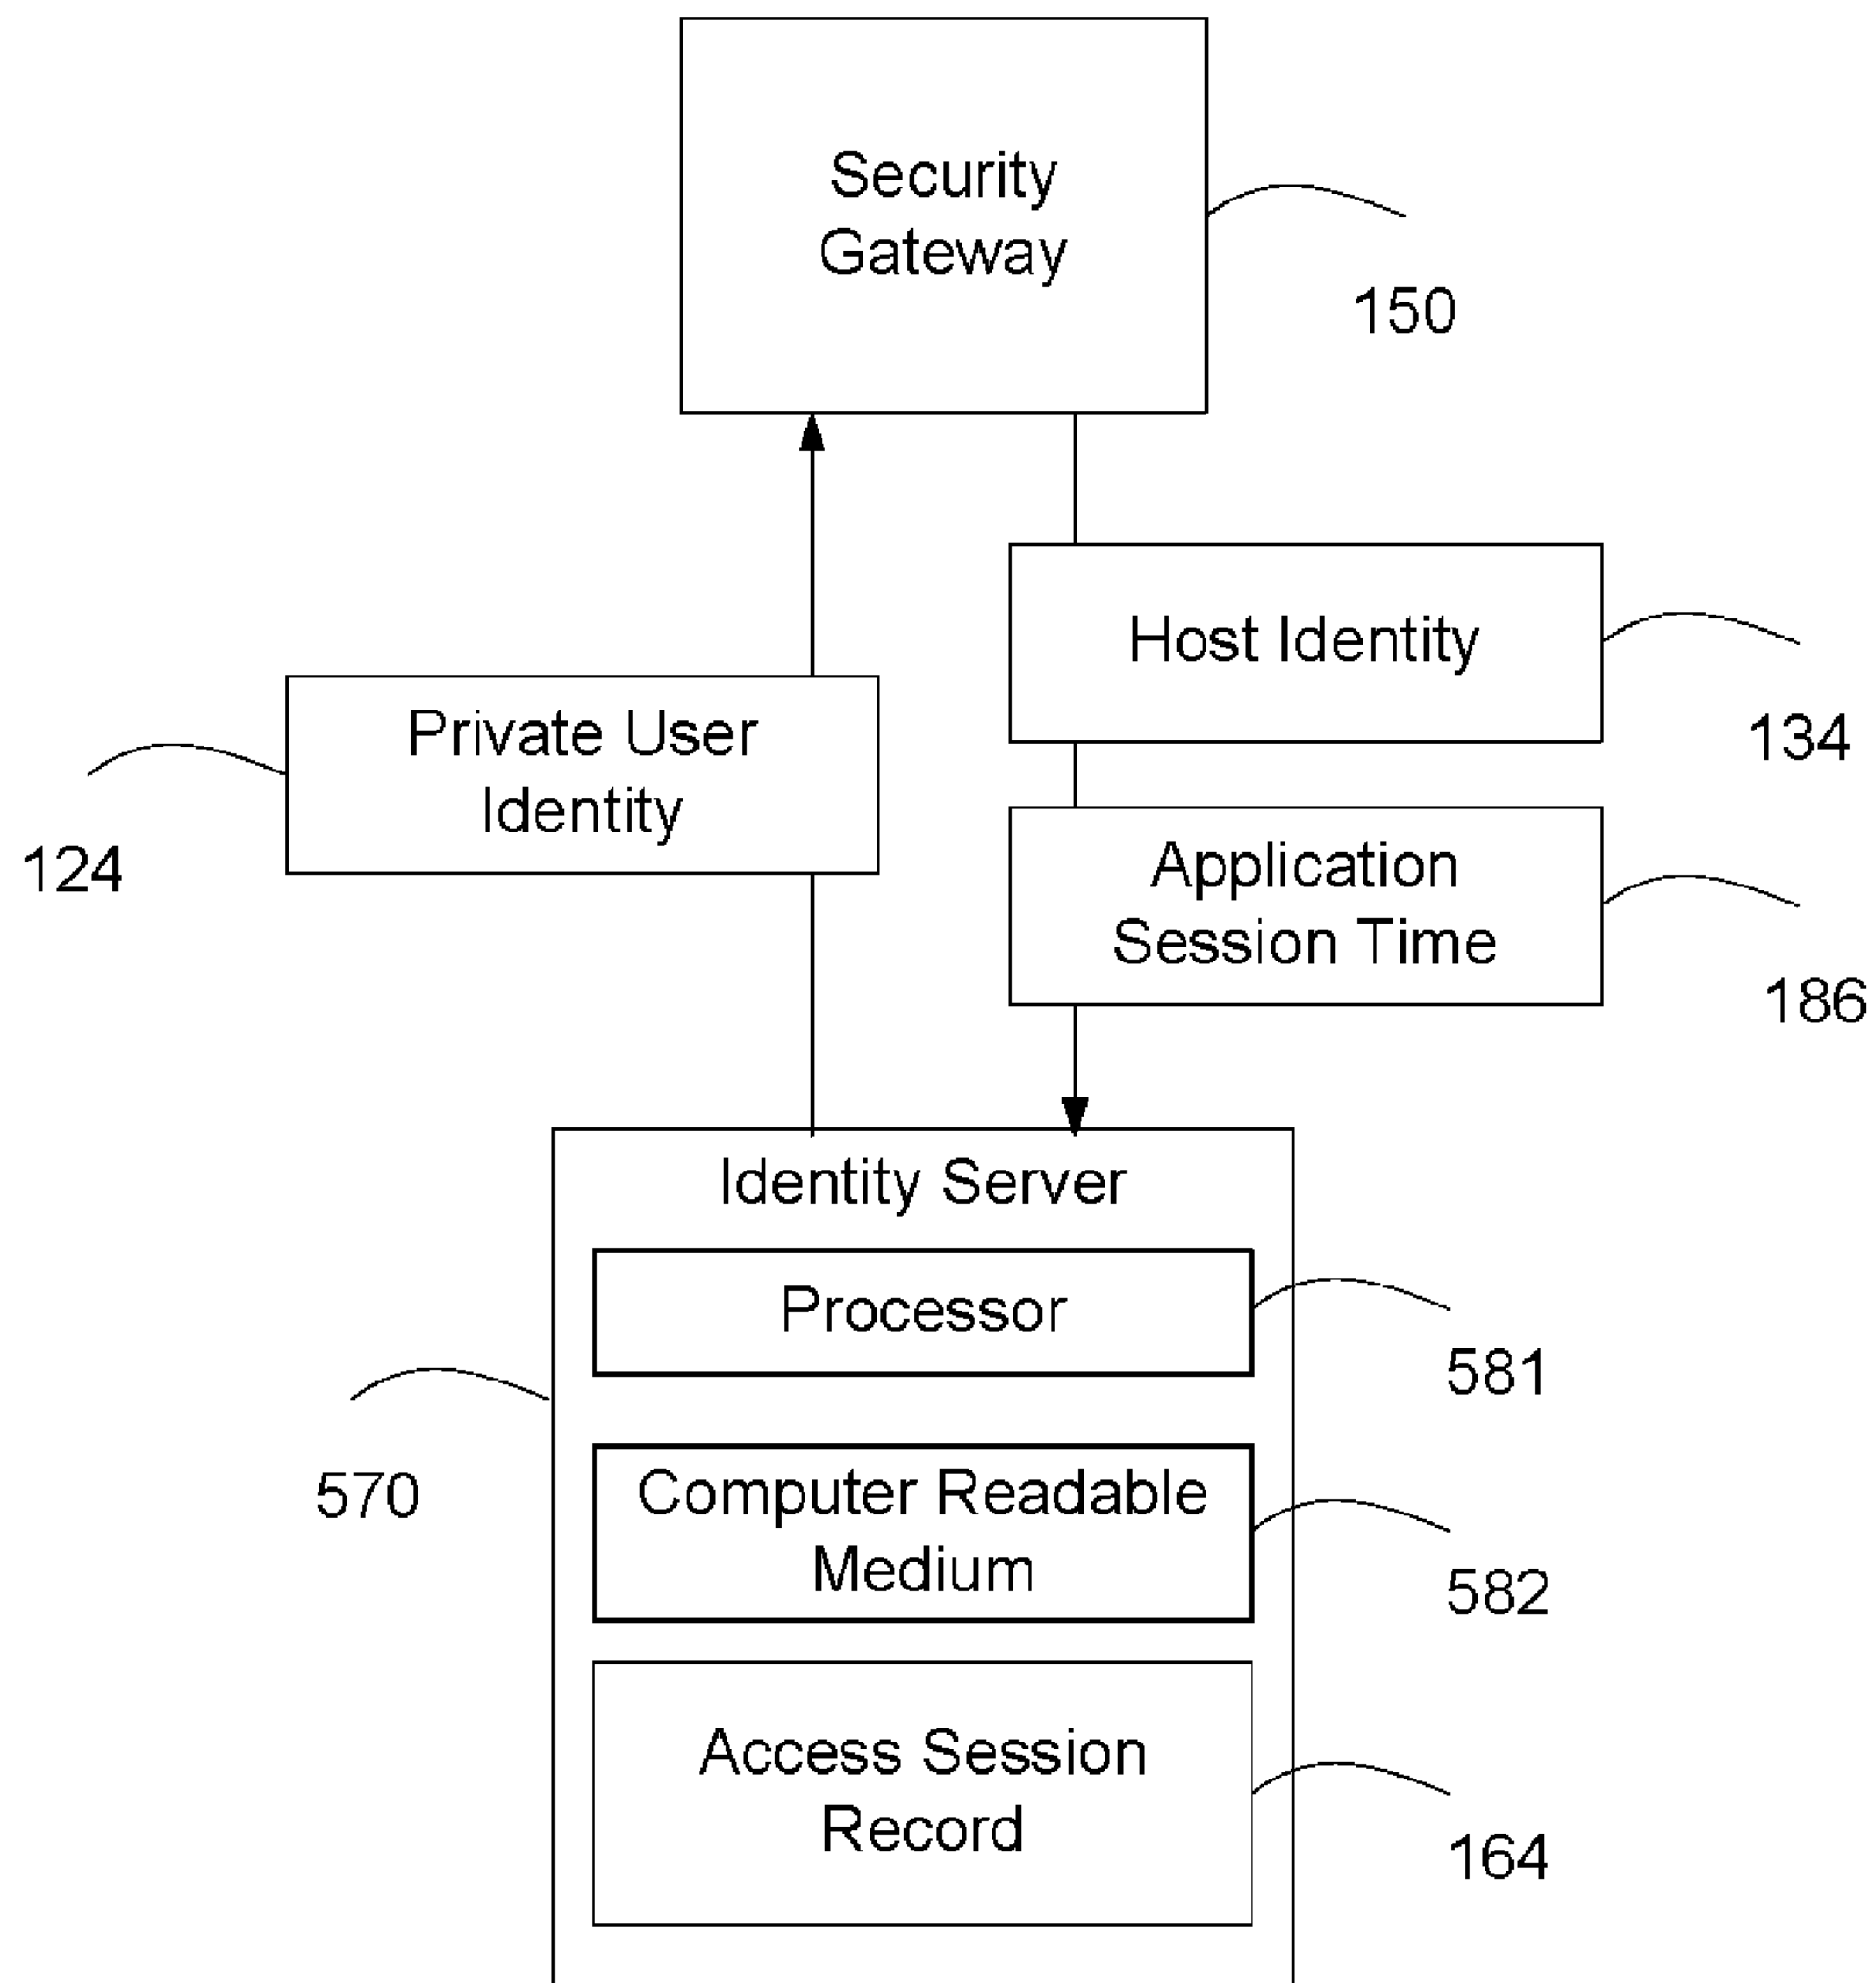 Security
Gateway
150
Host Identity
134
Private User
Identity
124
Application
Session Time
186
Identity Server
Processor
581
570
Computer Readable
Medium
582
Access Session
Record
164